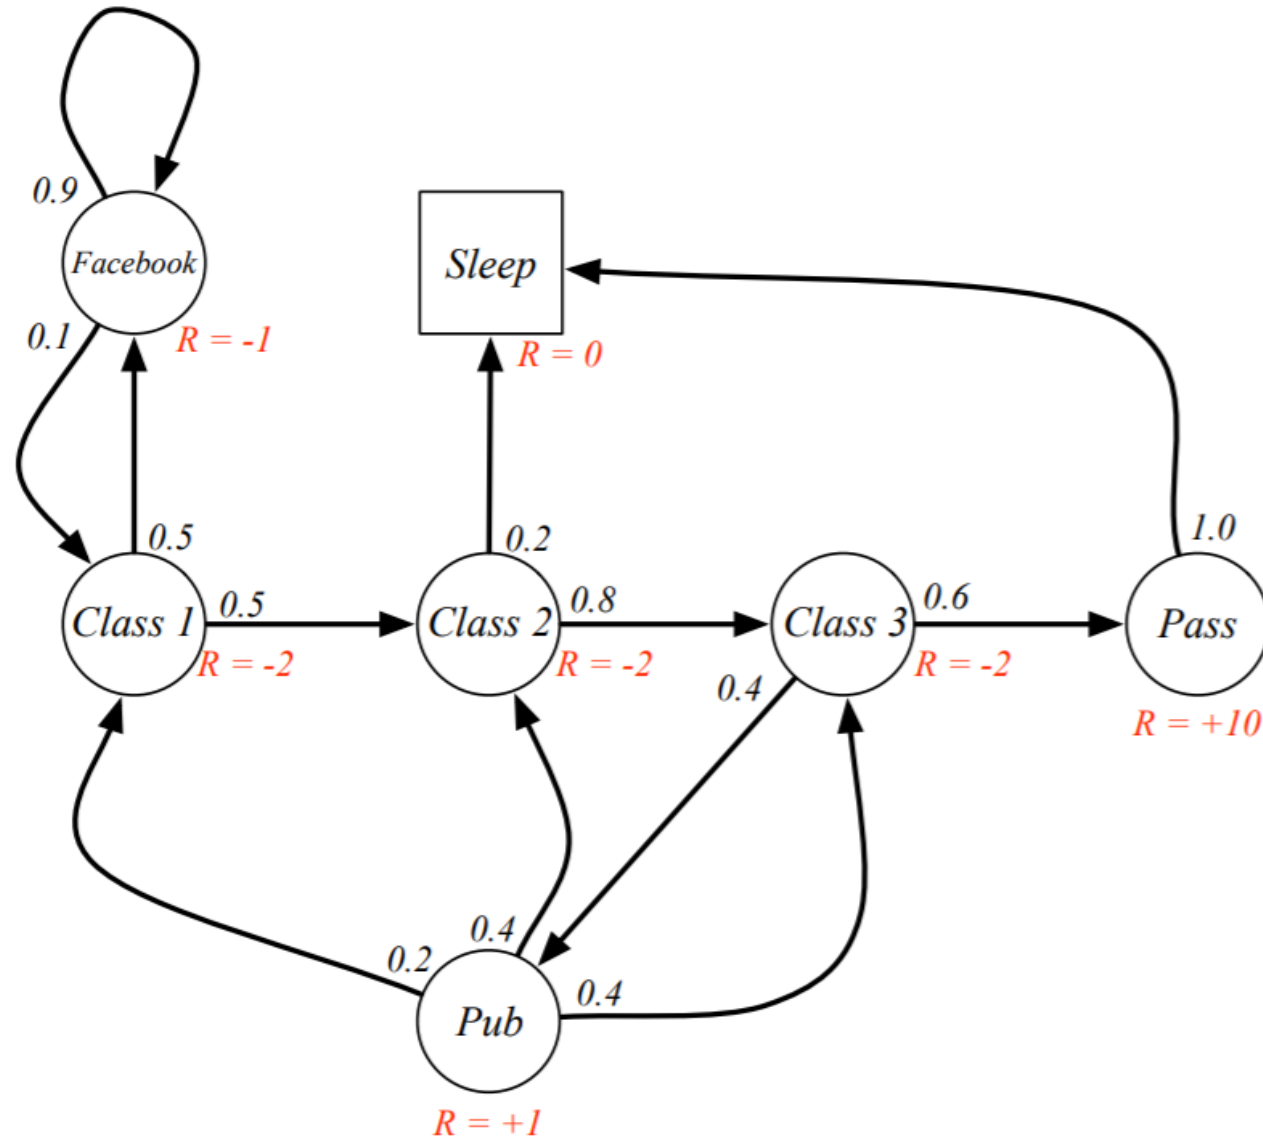 0.9
Facebook
Sleep
0.1
R = -1
R = 0
0.5
0.2
1.0
Class 1
0.5
Class 2
0.8
Class 3
0.6
Pass
R = -2
R = -2
R = -2
0.4
R = +10
0.4
0.2
0.4
Pub
R = +1